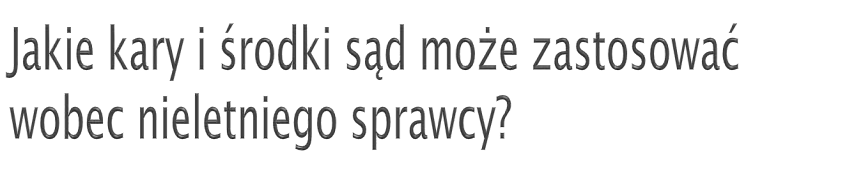 Jakie kary i środki sąd może zastosować
wobec nieletniego sprawcy?